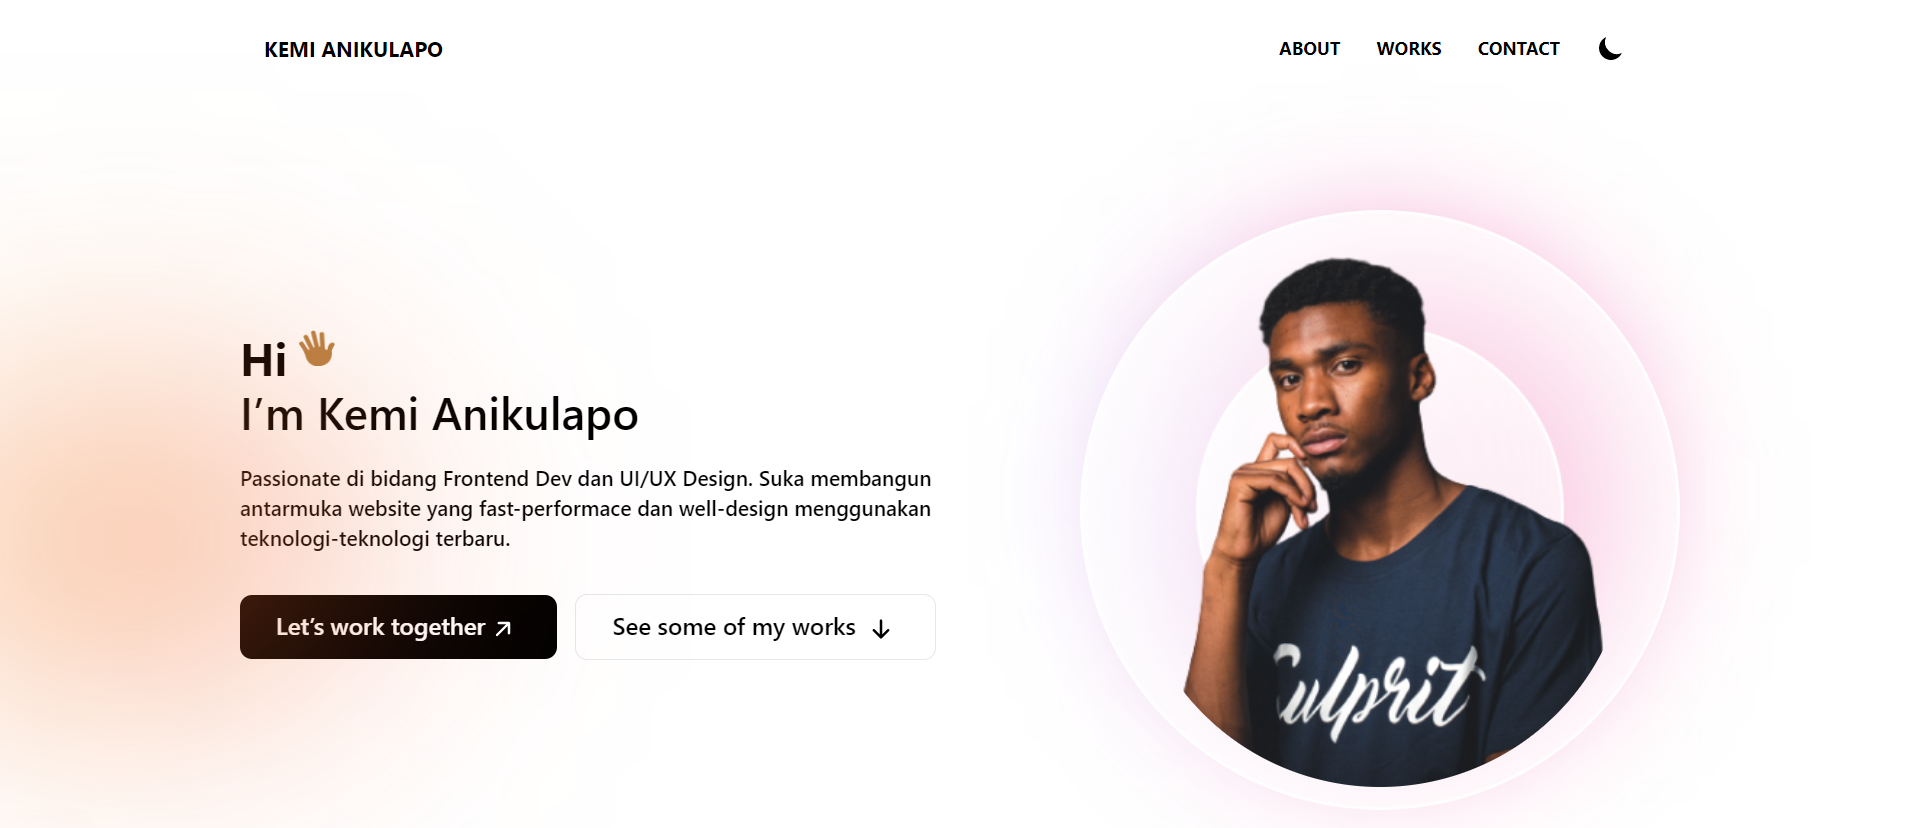 KEMI ANIKULAPO
ABOUT WORKS CONTACT
Hi
I’m Kemi Anikulapo
Passionate di bidang Frontend Dev dan UI/UX Design. Suka membangun
antarmuka website yang fast-performace dan well-design menggunakan
teknologi-teknologi terbaru.
Let’s work together
See some of my works
Culprit